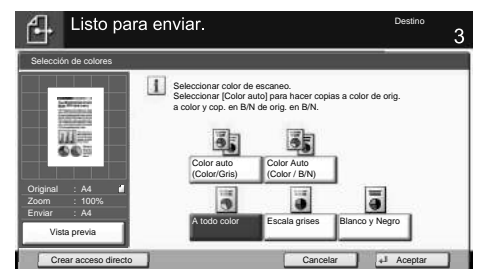 Listo para enviar.
Destino
3
Selección de colores
Seleccionar color de escaneo.
Seleccionar [Color auto] para hacer copias a color de orig.
a color y cop. en B/N de orig. en B/N.
Color auto
(Color/Gris)
Color Auto
(Color / B/N)
Original : A4
Zoom : 100%
Enviar : A4
A todo color
Escala grises
Blanco y Negro
Vista previa
Crear acceso directo
Cancelar
Aceptar